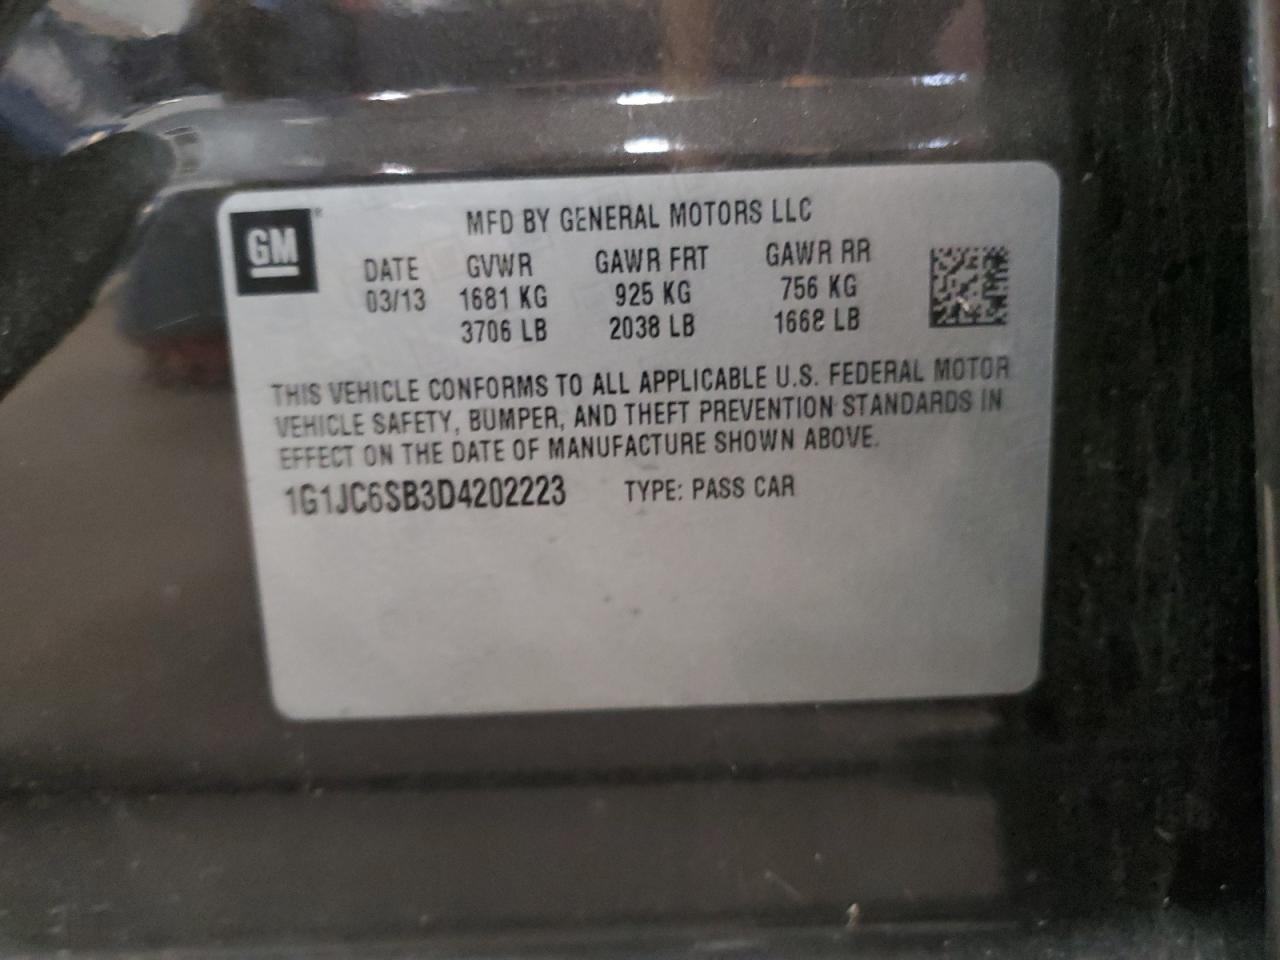 GM®
MFD BY GENERAL MOTORS LLC
DATE GVWR GAWR FRT GAWR RR
03/13 1681 KG 925 KG 756 KG
3706 LB 2038 LB 1668 LB
THIS VEHICLE CONFORMS TO ALL APPLICABLE U.S. FEDERAL MOTOR
VEHICLE SAFETY, BUMPER, AND THEFT PREVENTION STANDARDS IN
EFFECT ON THE DATE OF MANUFACTURE SHOWN ABOVE.
1G1JC6SB3D4202223 TYPE: PASS CAR